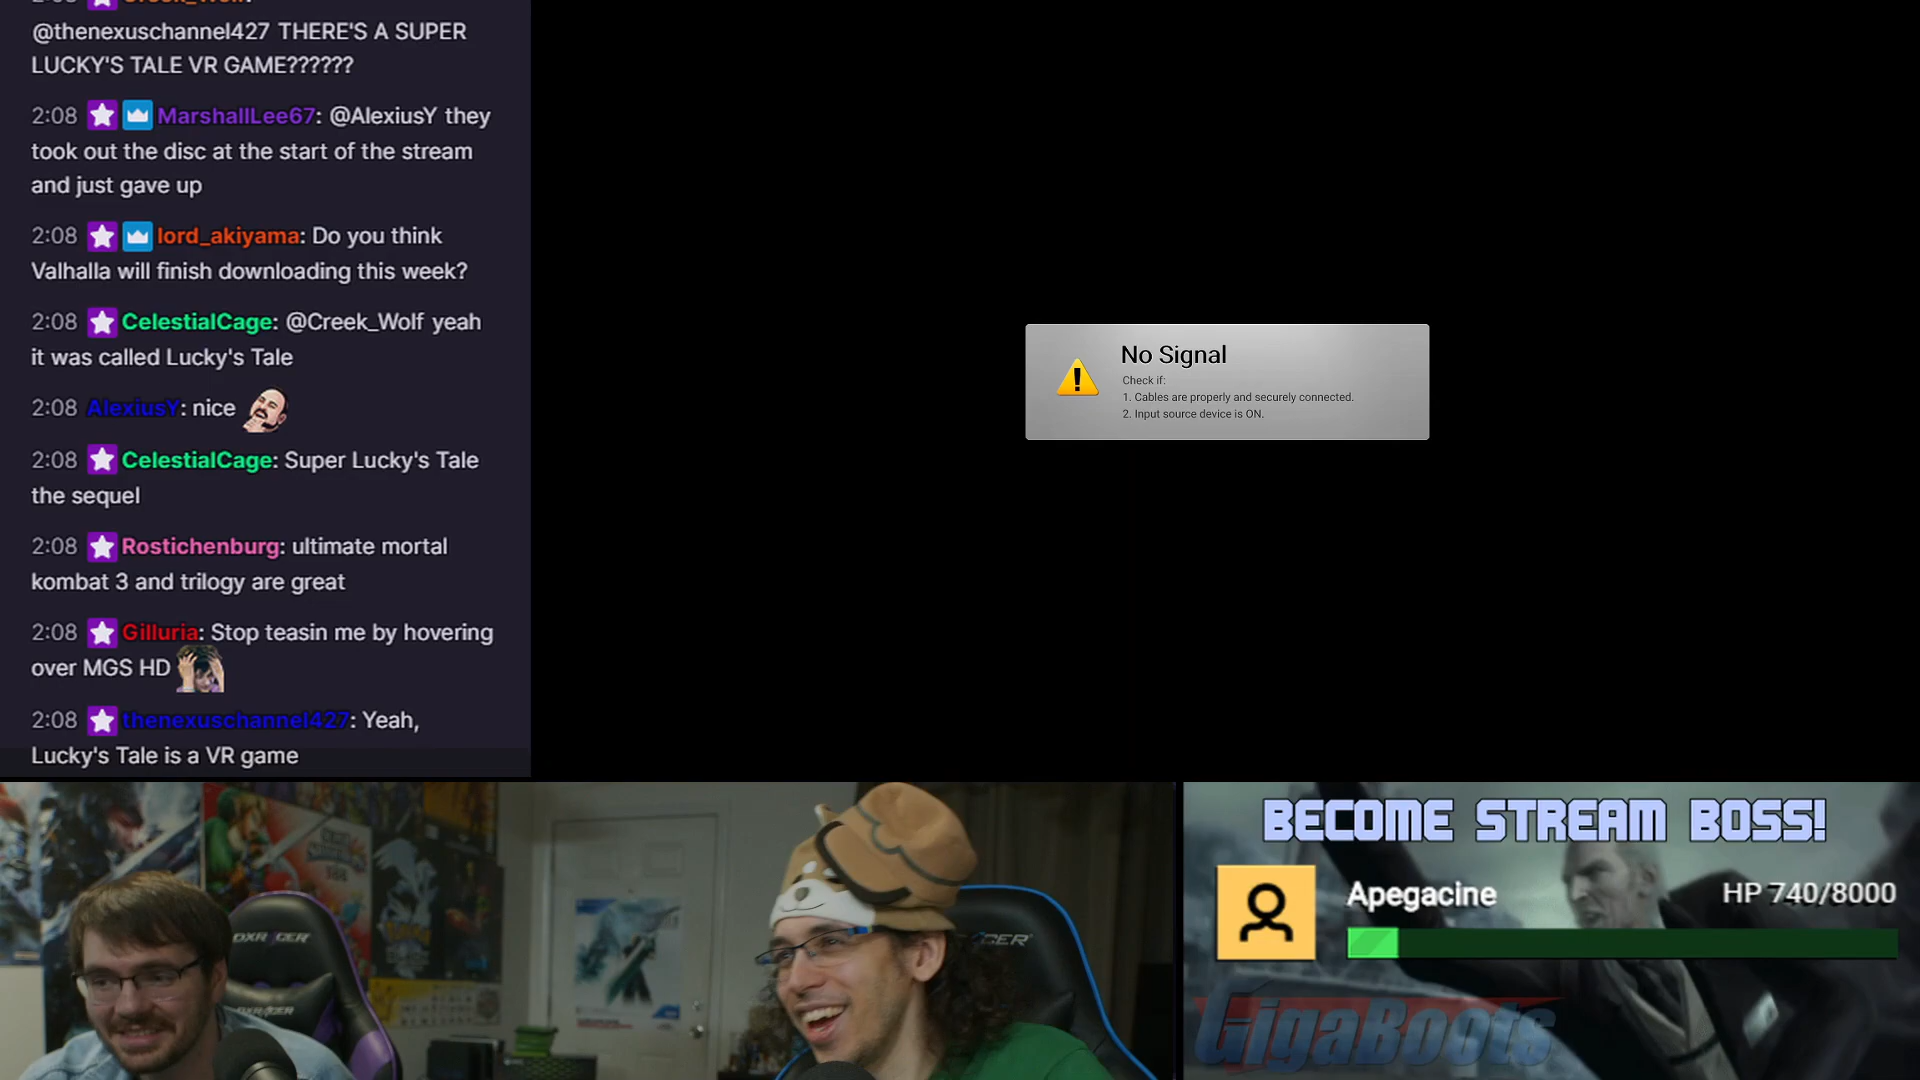 @thenexuschannel427 THERE'S A SUPER
LUCKY'S TALE VR GAME??????
2:08 MarshallLee67: @AlexiusY they
took out the disc at the start of the stream
and just gave up
2:08 lord_akiyama: Do you think
Valhalla will finish downloading this week?
2:08 CelestialCage: @Creek_Wolf yeah
it was called Lucky's Tale
2:08 AlexiusY: nice
2:08 CelestialCage: Super Lucky's Tale
the sequel
2:08 Rostichenburg: ultimate mortal
kombat 3 and trilogy are great
2:08 Gilluria: Stop teasin me by hovering
over MGS HD
2:08 thenexuschannel427: Yeah,
Lucky's Tale is a VR game
No Signal
Check if:
1. Cables are properly and securely connected.
2. Input source device is ON.
BECOME STREAM BOSS!
Apegacine
HP 740/8000
GigaBoots